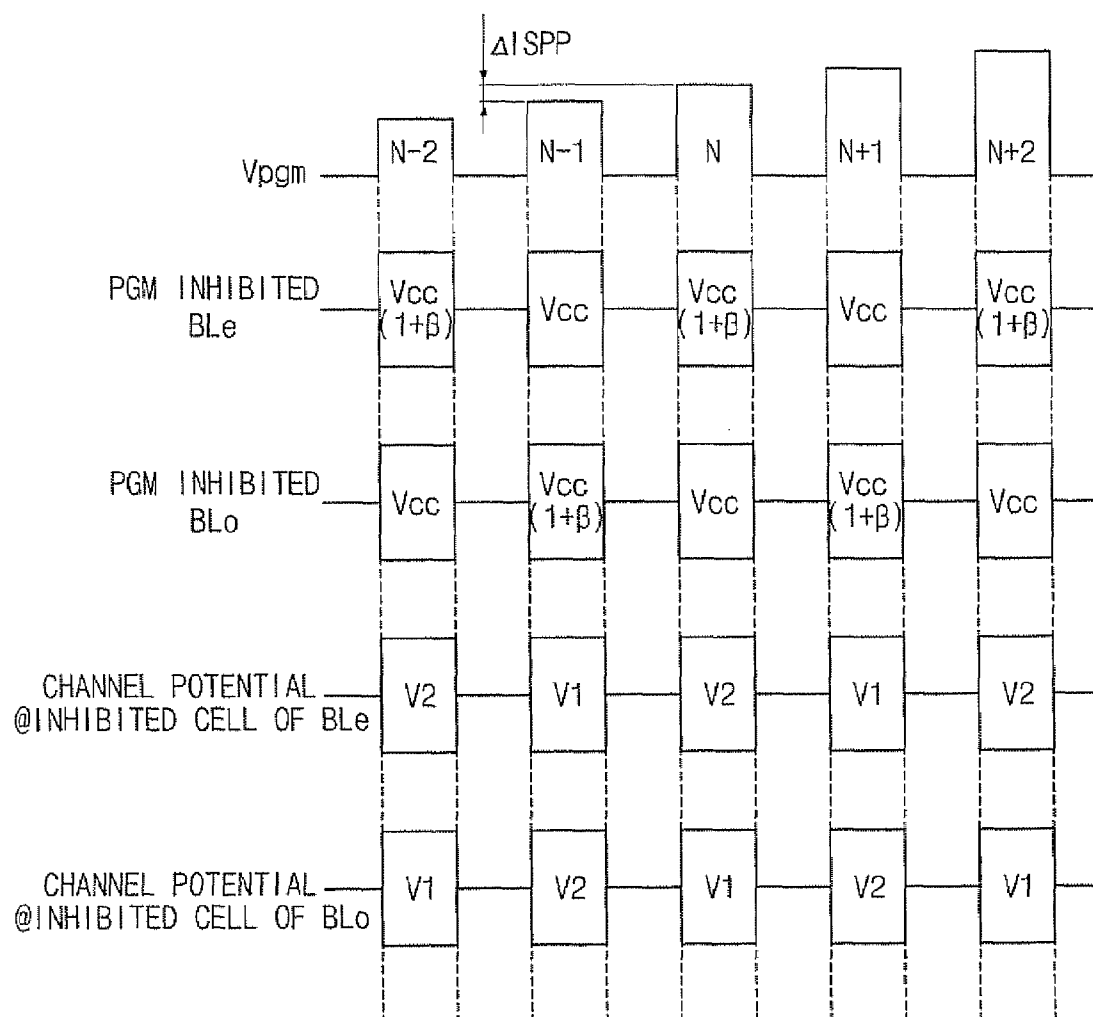 ΔISPP
Vpgm
N-2
N-1
N
N+1
N+2
PGM INHIBITED
BLe
Vcc
(1+β)
Vcc
Vcc
(1+β)
Vcc
Vcc
(1+β)
PGM INHIBITED
BLo
Vcc
Vcc
(1+β)
Vcc
Vcc
(1+β)
Vcc
CHANNEL POTENTIAL
@INHIBITED CELL OF BLe
V2
V1
V2
V1
V2
CHANNEL POTENTIAL
@INHIBITED CELL OF BLo
V1
V2
V1
V2
V1